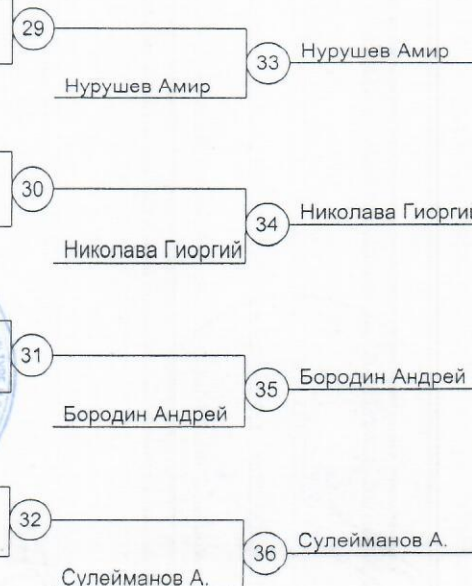 29
Нурушев Амир
33
Нурушев Амир
30
Николава Гиоргий
34
Николава Гиорги
31
Бородин Андрей
35
Бородин Андрей
32
Сулейманов А.
36
Сулейманов А.